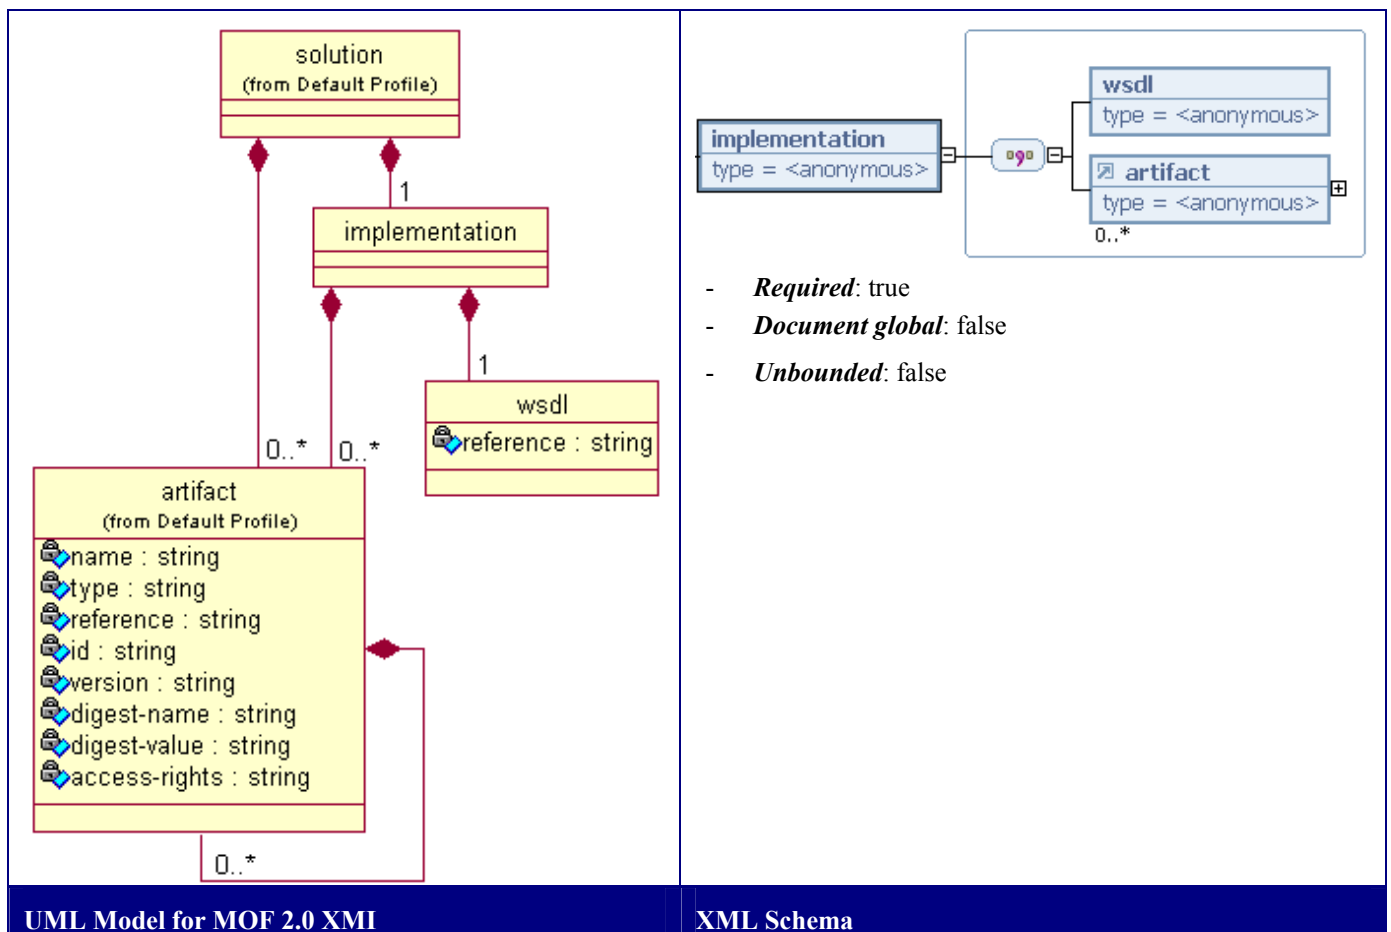 solution
(from Default Profile)
1
implementation
1
wsdl
reference : string
0..*
0..*
artifact
(from Default Profile)
name : string
type : string
reference : string
id : string
version : string
digest-name : string
digest-value : string
access-rights : string
0..*
implementation
type = <anonymous>
wsdl
type = <anonymous>
artifact
type = <anonymous>
0..*
- Required: true
- Document global: false
- Unbounded: false
UML Model for MOF 2.0 XMI
XML Schema